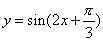 y = sin(2x + π/3)